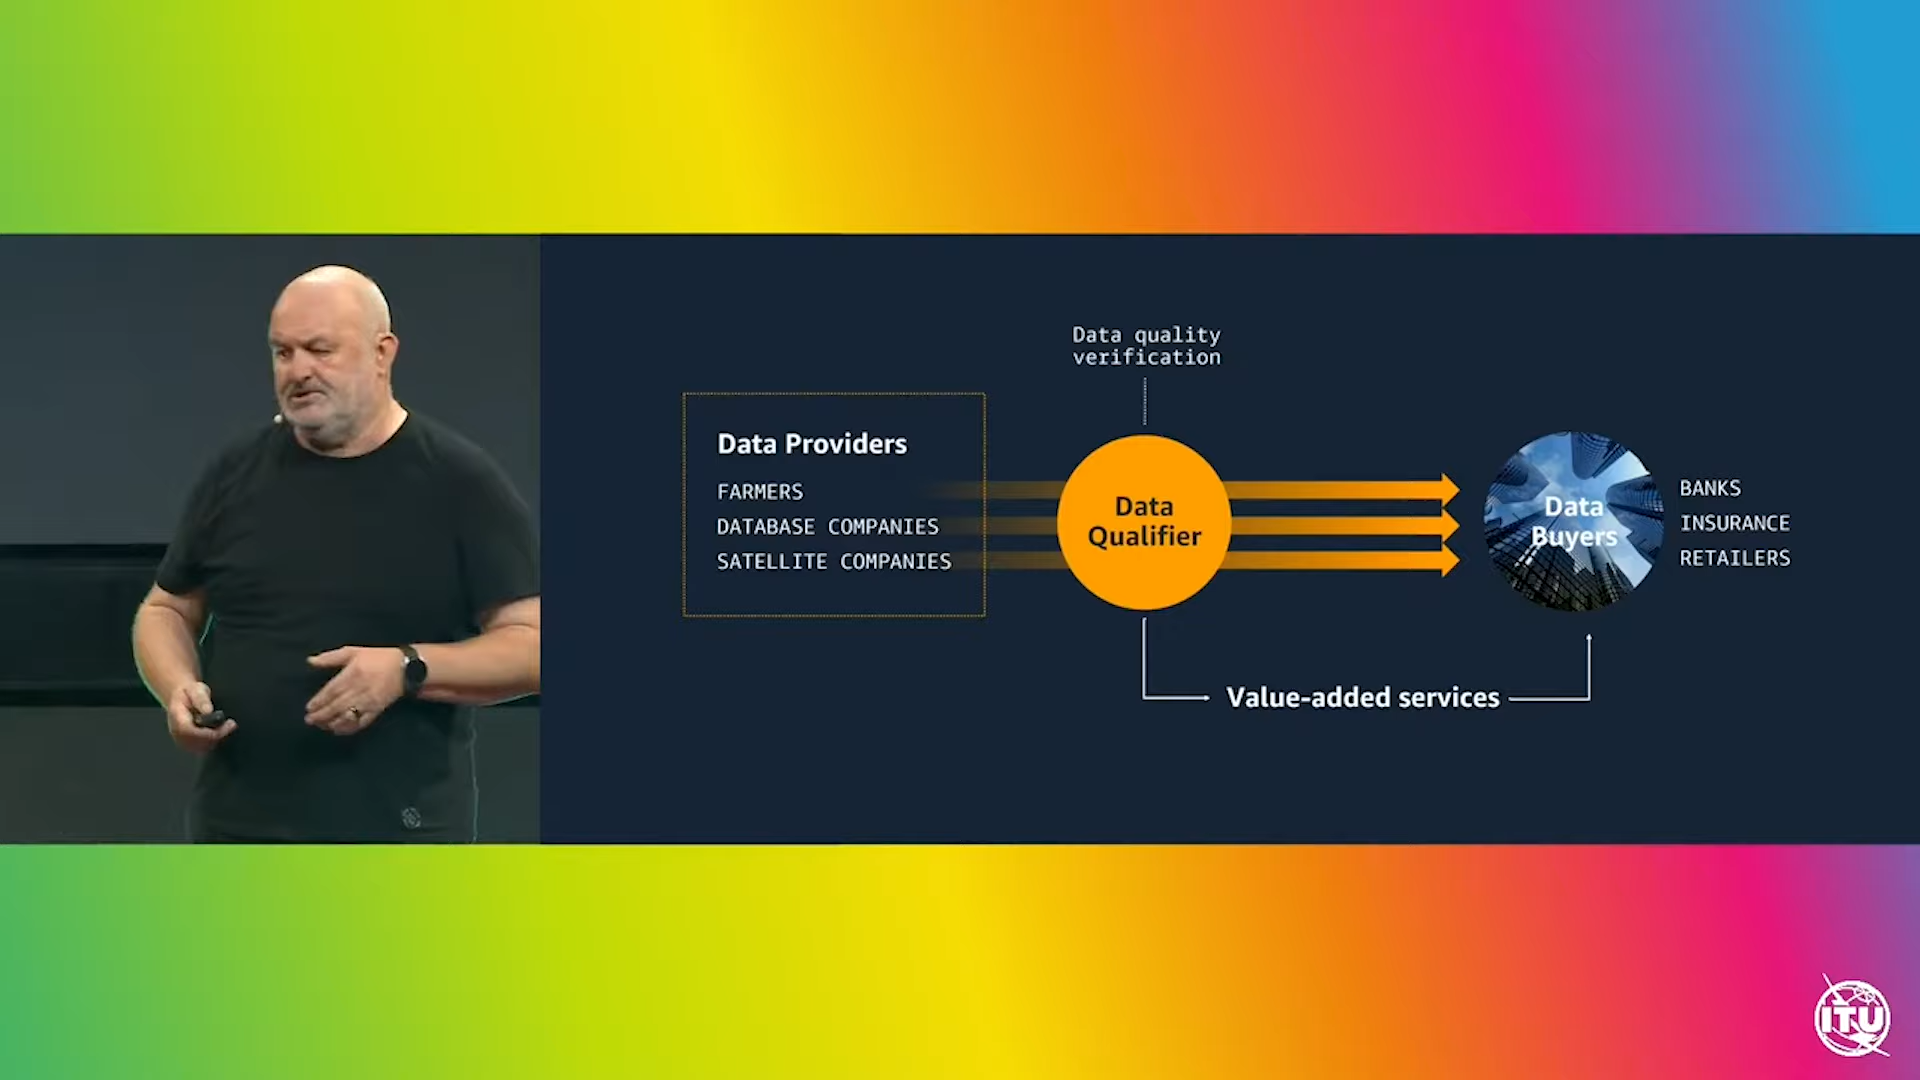 Data quality
verification
Data Providers
FARMERS
DATABASE COMPANIES
SATELLITE COMPANIES
Data
Qualifier
Data
Buyers
BANKS
INSURANCE
RETAILERS
Value-added services
ITU